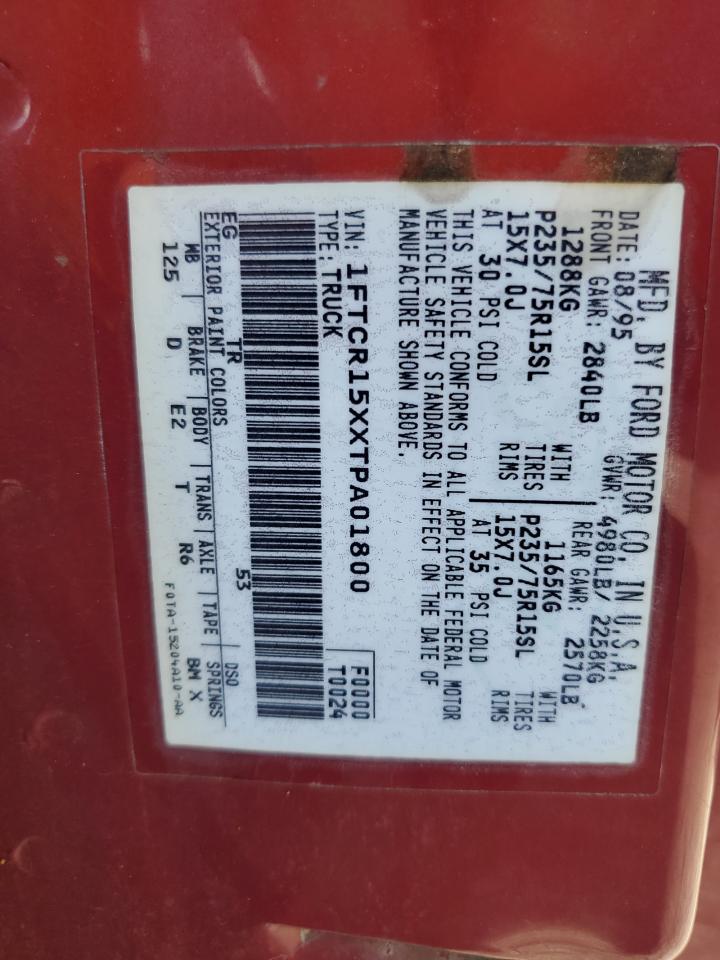 MFD. BY FORD MOTOR CO. IN U.S.A.
DATE: 08/95 GVWR: 4980LB/ 2258KG
FRONT GAWR: 2840LB REAR GAWR: 2570LB
1288KG WITH 1165KG WITH
P235/75R15SL TIRES P235/75R15SL TIRES
15X7.0J RIMS 15X7.0J RIMS
AT 30 PSI COLD AT 35 PSI COLD
THIS VEHICLE CONFORMS TO ALL APPLICABLE FEDERAL MOTOR
VEHICLE SAFETY STANDARDS IN EFFECT ON THE DATE OF
MANUFACTURE SHOWN ABOVE.
VIN: 1FTCR15XXTPA01800 F0000
TYPE: TRUCK T0024
EG TR 53 DSO
EXTERIOR PAINT COLORS
WB BRAKE BODY TRANS AXLE TAPE SPRINGS
125 D E2 T R6 BM X
F0TA-15204A10-AA